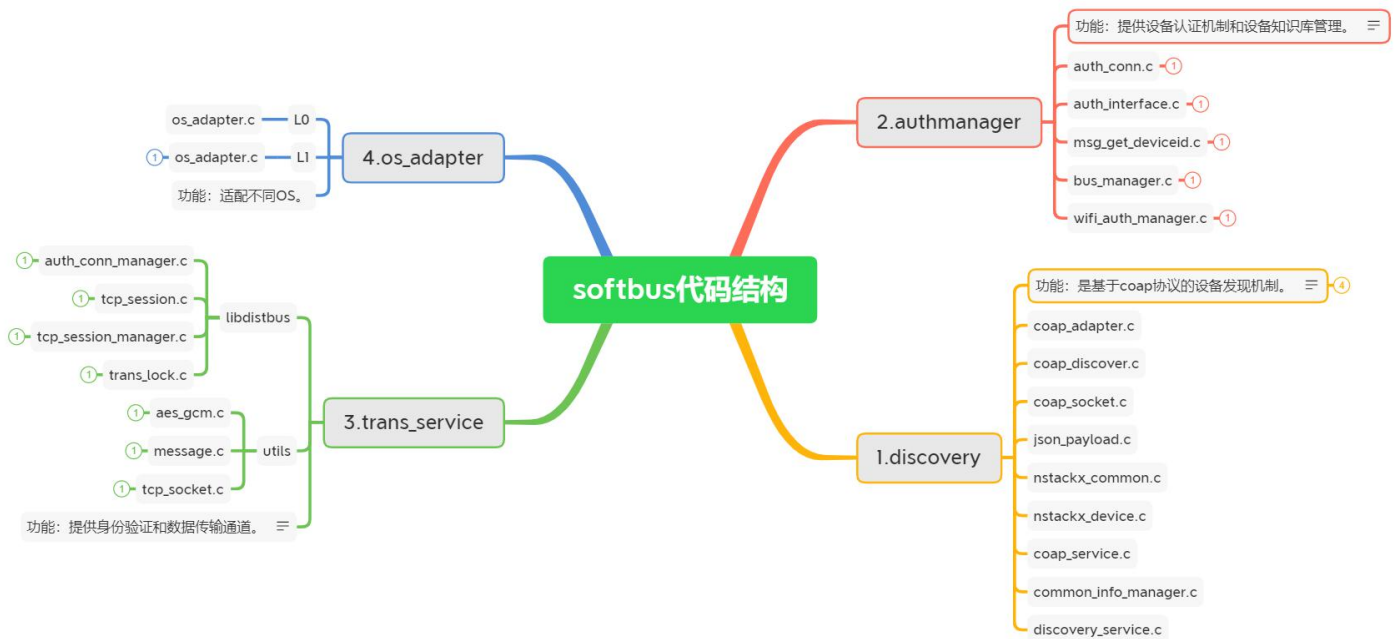 softbus代码结构
1.discovery
功能：是基于coap协议的设备发现机制。
4
coap_adapter.c
coap_discover.c
coap_socket.c
json_payload.c
nstackx_common.c
nstackx_device.c
coap_service.c
common_info_manager.c
discovery_service.c
2.authmanager
功能：提供设备认证机制和设备知识库管理。
auth_conn.c
1
auth_interface.c
1
msg_get_deviceid.c
1
bus_manager.c
1
wifi_auth_manager.c
1
3.trans_service
libdistbus
auth_conn_manager.c
1
tcp_session.c
1
tcp_session_manager.c
1
trans_lock.c
1
utils
aes_gcm.c
1
message.c
1
tcp_socket.c
1
功能：提供身份验证和数据传输通道。
4.os_adapter
L0
os_adapter.c
L1
os_adapter.c
1
功能：适配不同OS。